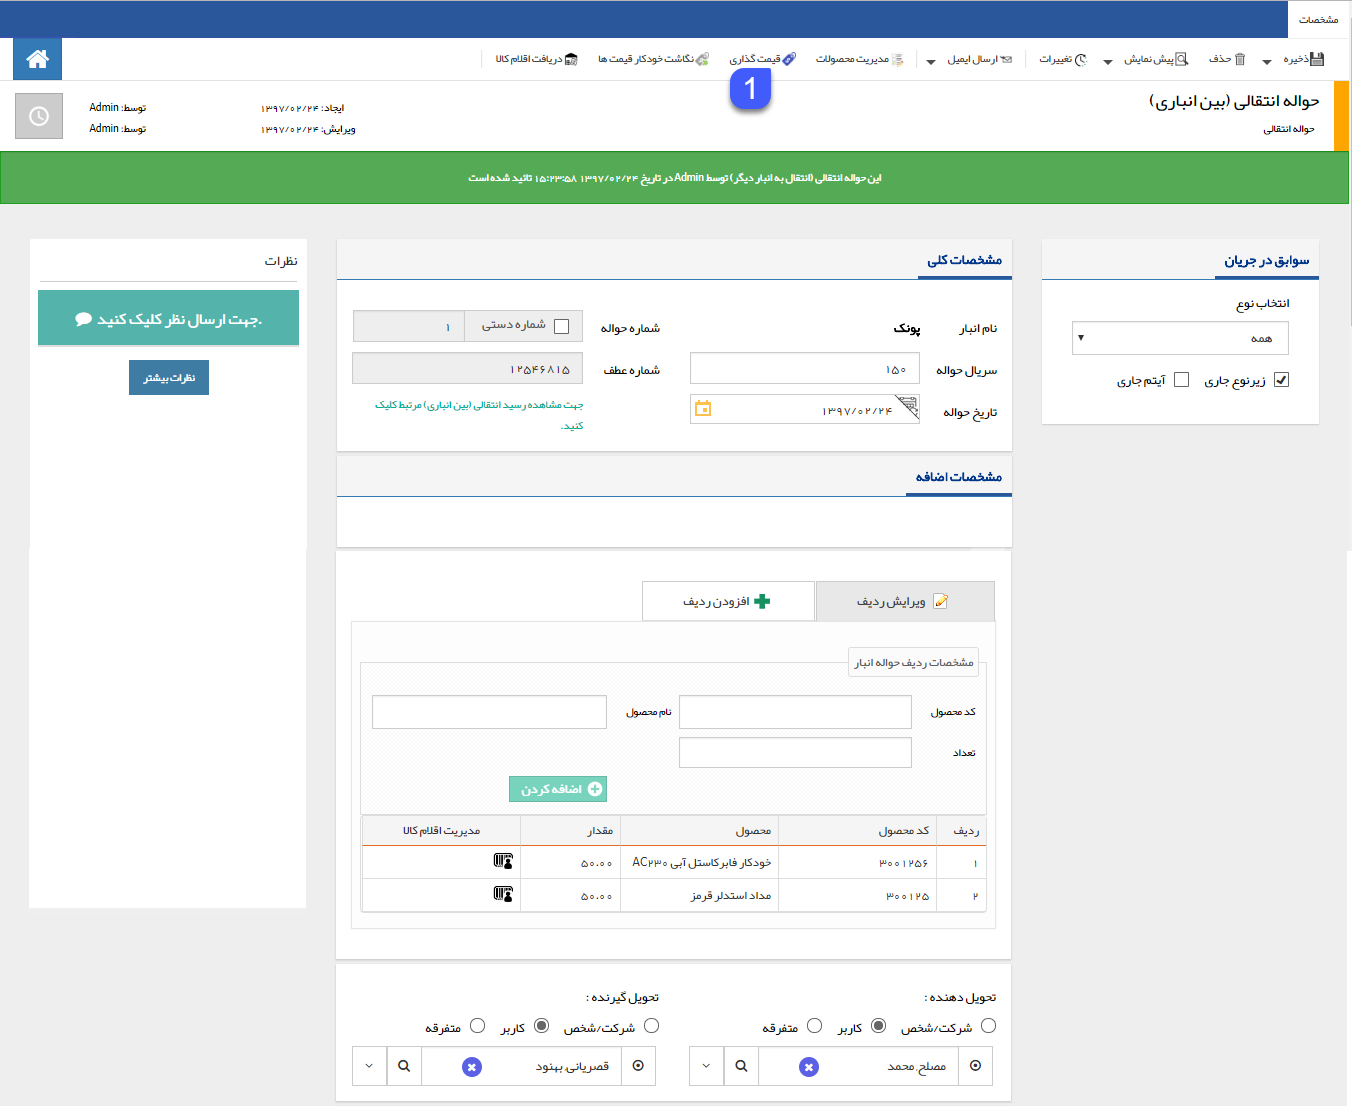 مشخصات
ذخیره
حذف
پیش نمایش
تغییرات
ارسال ایمیل
مدیریت محصولات
قیمت گذاری
نگاشت خودکار قیمت ها
دریافت اقلام کالا
1
حواله انتقالی (بین انباری)
حواله انتقالی
ایجاد: ۱۳۹۷/۰۲/۲۴ توسط: Admin
ویرایش: ۱۳۹۷/۰۲/۲۴ توسط: Admin
این حواله انتقالی (انتقال به انبار دیگر) توسط Admin در تاریخ ۱۳۹۷/۰۲/۲۴ ۱۵:۲۳:۵۸ تائید شده است
سوابق در جریان
انتخاب نوع
همه
زیرنوع جاری
آیتم جاری
مشخصات کلی
نام انبار پونک
شماره حواله شماره دستی ۱
سریال حواله ۱۵۰
شماره عطف ۱۲۵۴۶۸۱۵
تاریخ حواله ۱۳۹۷/۰۲/۲۴
جهت مشاهده رسید انتقالی (بین انباری) مرتبط کلیک
کنید.
مشخصات اضافه
نظرات
جهت ارسال نظر کلیک کنید.
نظرات بیشتر
ویرایش ردیف
افزودن ردیف
مشخصات ردیف حواله انبار
کد محصول
نام محصول
تعداد
اضافه کردن
ردیف کد محصول محصول مقدار مدیریت اقلام کالا
۱ ۳۰۰۱۲۵۶ خودکار فابرکاستل آبی AC۲۳۰ ۵۰.۰۰
۲ ۳۰۰۱۲۵ مداد استدلر قرمز ۵۰.۰۰
تحویل دهنده :
شرکت/شخص کاربر متفرقه
مصلح, محمد
تحویل گیرنده :
شرکت/شخص کاربر متفرقه
قصریانی, بهنود